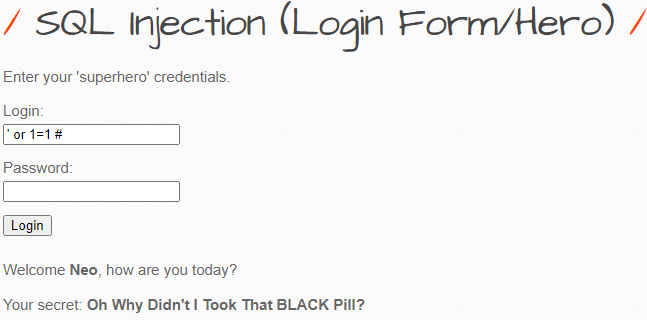 / SQL Injection (Login Form/Hero) /
Enter your 'superhero' credentials.
Login:
' or 1=1 #
Password:
Login
Welcome Neo, how are you today?
Your secret: Oh Why Didn't I Took That BLACK Pill?